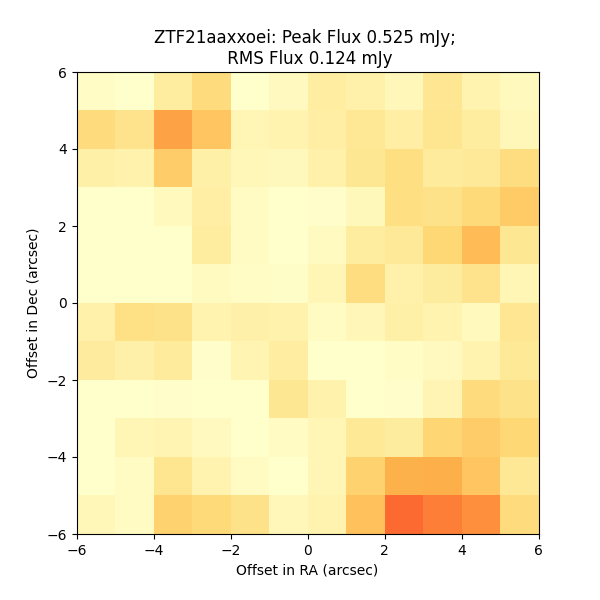 ZTF21aaxxoei: Peak Flux 0.525 mJy;
RMS Flux 0.124 mJy
6
4
2
0
−2
−4
−6
Offset in Dec (arcsec)
−6 −4 −2 0 2 4 6
Offset in RA (arcsec)